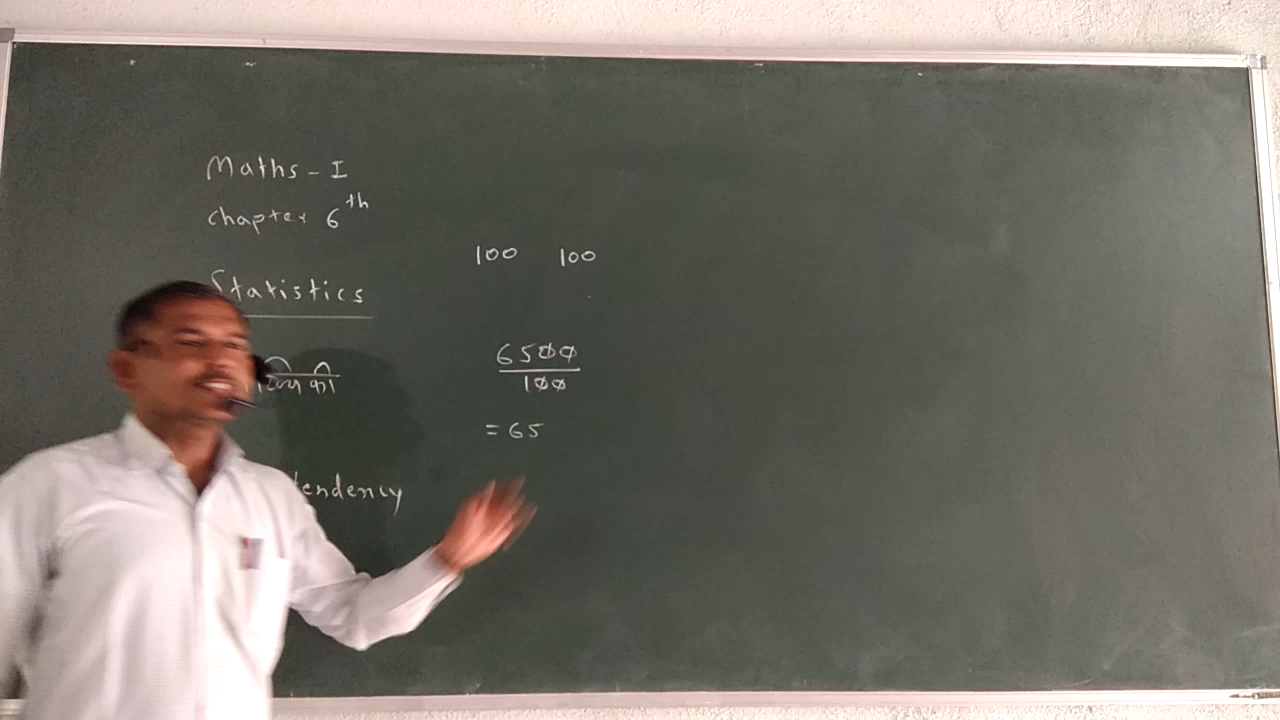 Maths - I
Chapter 6th
Statistics
100 100
6500
100
= 65
tendency